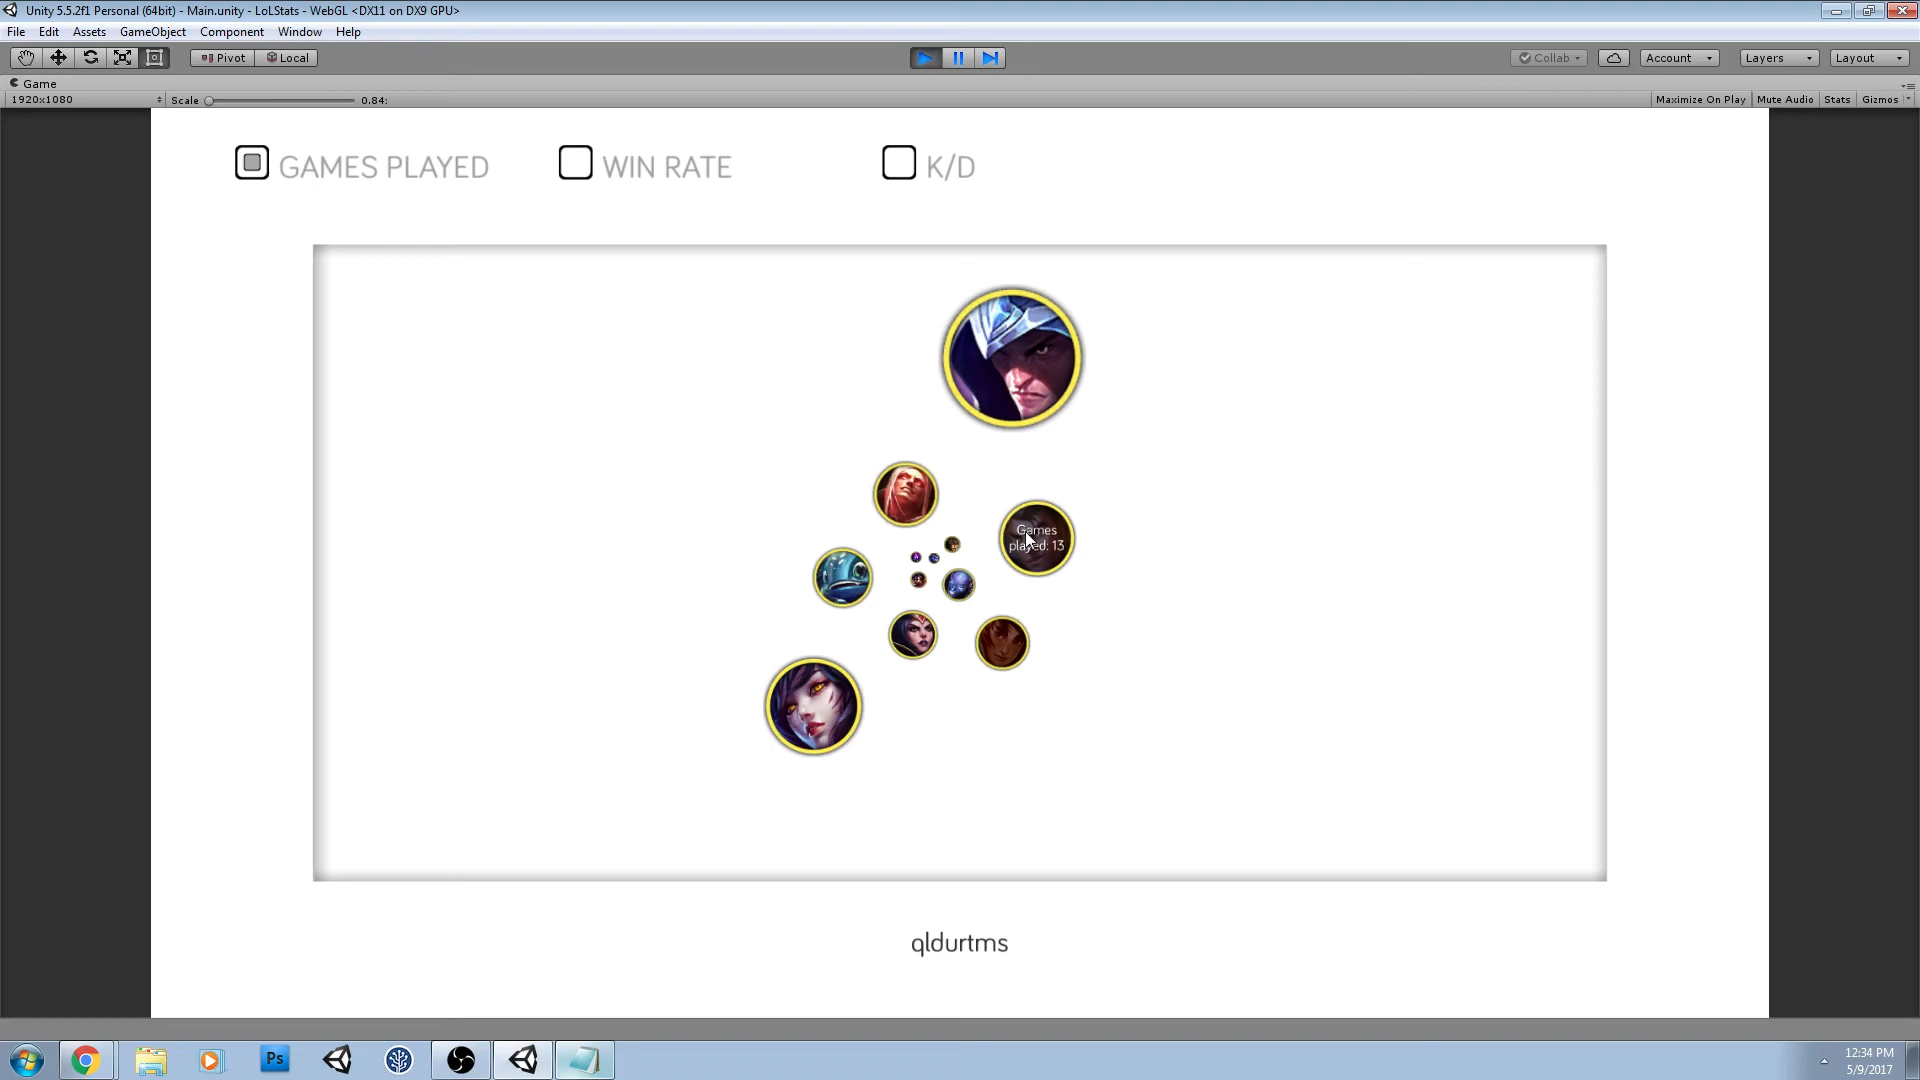 Unity 5.5.2f1 Personal (64bit) - Main.unity - LoLStats - WebGL <DX11 on DX9 GPU>
File Edit Assets GameObject Component Window Help
Pivot Local Collab Account Layers Layout
Game
1920x1080 Scale 0.84: Maximize On Play Mute Audio Stats Gizmos
GAMES PLAYED WIN RATE K/D
Games
played: 13
qldurtms
Ps
12:34 PM
5/9/2017